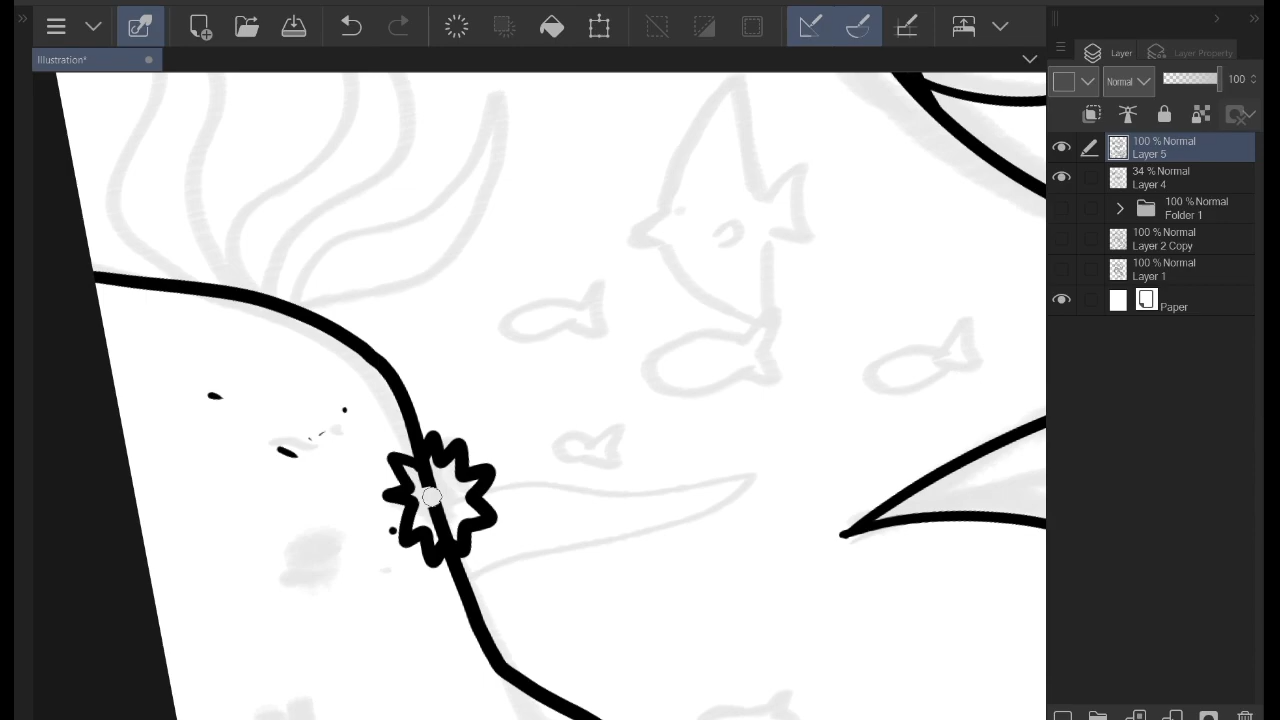 Illustration*
Layer
Layer Property
Normal
100
100 % Normal
Layer 5
34 % Normal
Layer 4
100 % Normal
Folder 1
100 % Normal
Layer 2 Copy
100 % Normal
Layer 1
Paper